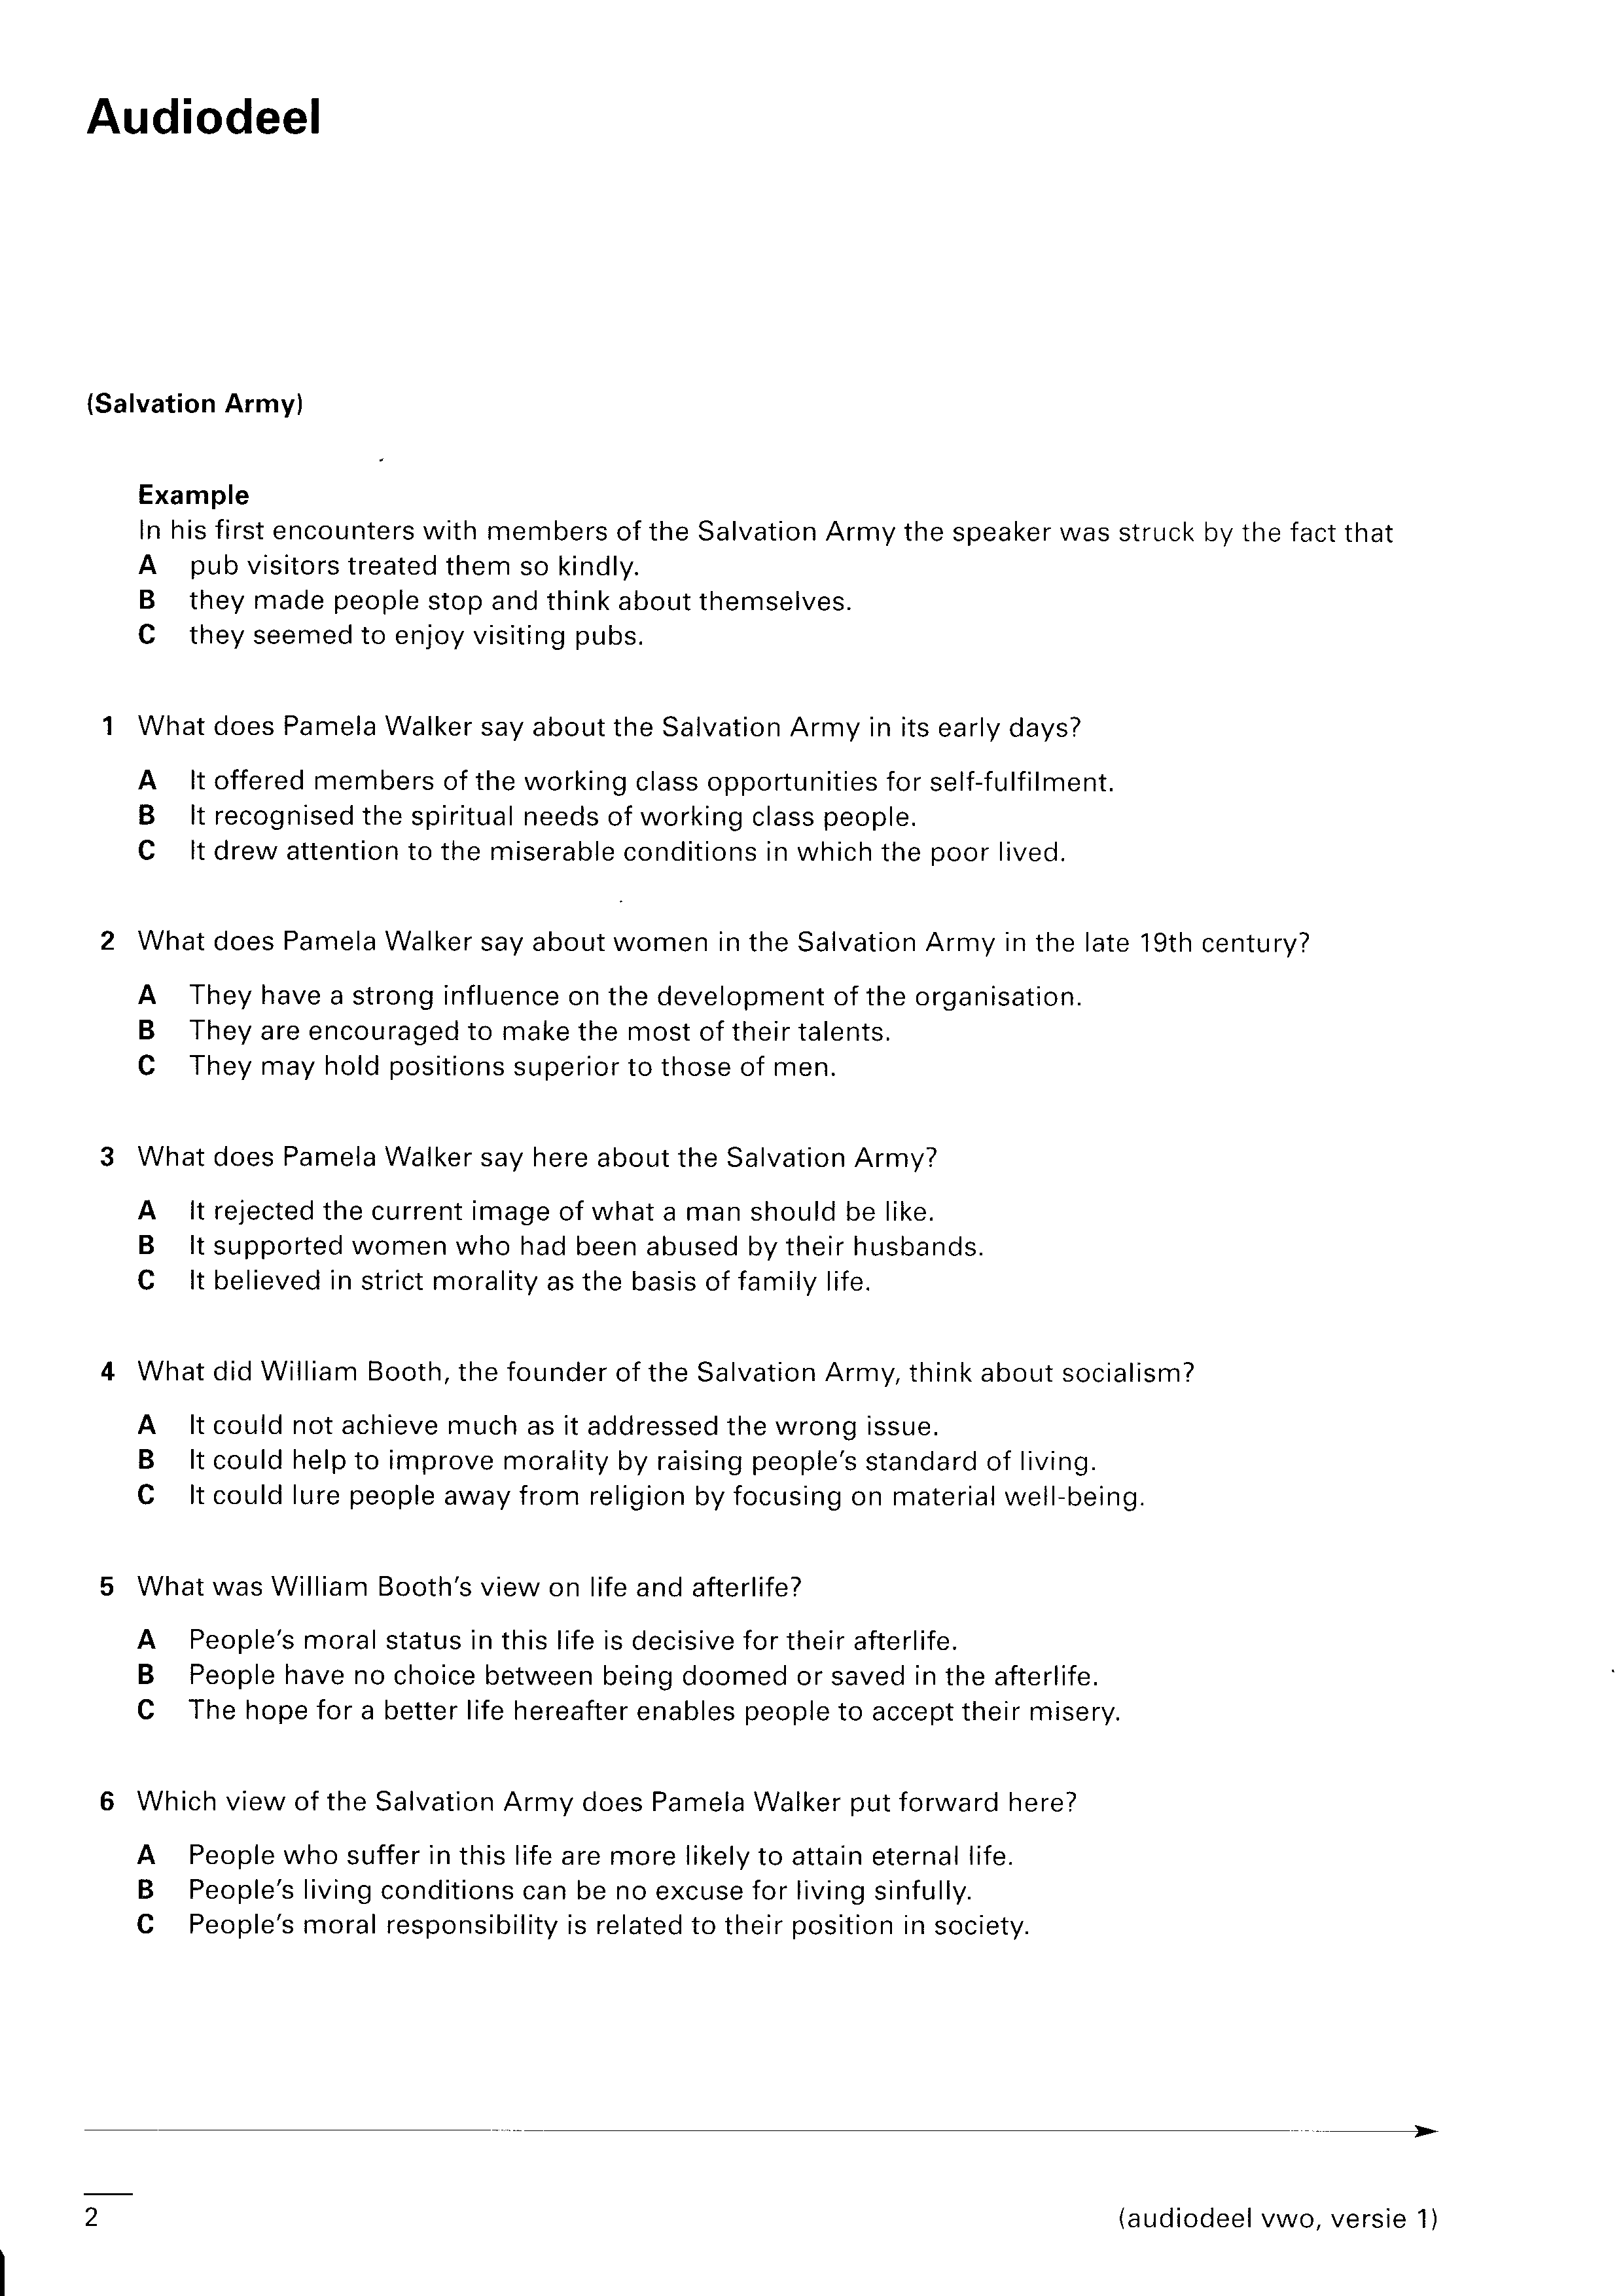 Audiodeel
(Salvation Army)
Example
In his first encounters with members of the Salvation Army the speaker was struck by the fact that
A pub visitors treated them so kindly.
B they made people stop and think about themselves.
C they seemed to enjoy visiting pubs.
1 What does Pamela Walker say about the Salvation Army in its early days?
A It offered members of the working class opportunities for self-fulfilment.
B It recognised the spiritual needs of working class people.
C It drew attention to the miserable conditions in which the poor lived.
2 What does Pamela Walker say about women in the Salvation Army in the late 19th century?
A They have a strong influence on the development of the organisation.
B They are encouraged to make the most of their talents.
C They may hold positions superior to those of men.
3 What does Pamela Walker say here about the Salvation Army?
A It rejected the current image of what a man should be like.
B It supported women who had been abused by their husbands.
C It believed in strict morality as the basis of family life.
4 What did William Booth, the founder of the Salvation Army, think about socialism?
A It could not achieve much as it addressed the wrong issue.
B It could help to improve morality by raising people's standard of living.
C It could lure people away from religion by focusing on material well-being.
5 What was William Booth's view on life and afterlife?
A People's moral status in this life is decisive for their afterlife.
B People have no choice between being doomed or saved in the afterlife.
C The hope for a better life hereafter enables people to accept their misery.
6 Which view of the Salvation Army does Pamela Walker put forward here?
A People who suffer in this life are more likely to attain eternal life.
B People's living conditions can be no excuse for living sinfully.
C People's moral responsibility is related to their position in society.
2 (audiodeel vwo, versie 1)